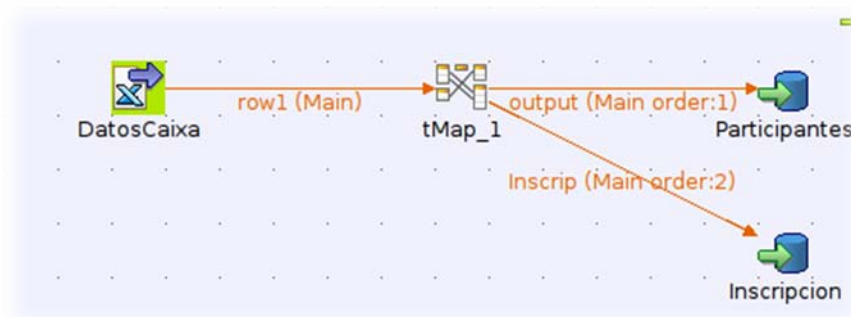 row1 (Main)
output (Main order:1)
DatosCaixa
tMap_1
Participantes
Inscrip (Main order:2)
Inscripcion